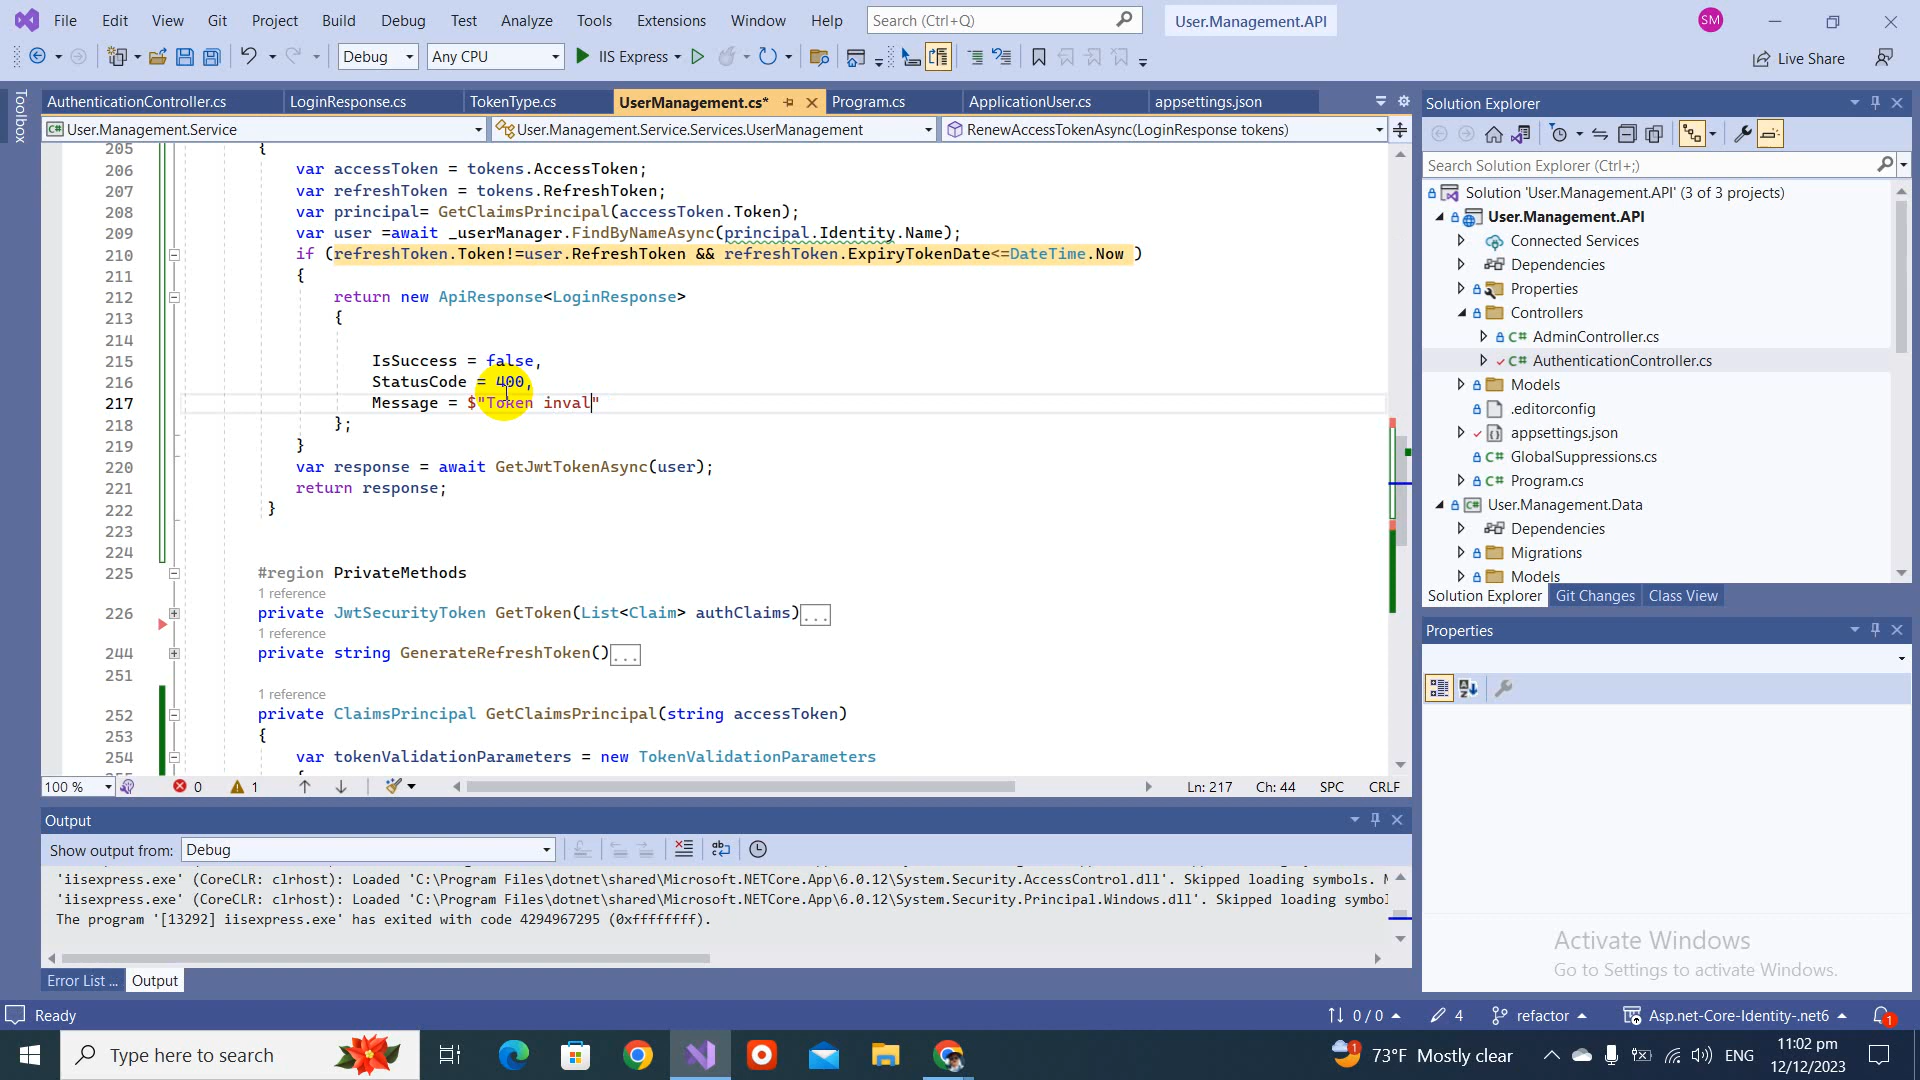 File Edit View Git Project Build Debug Test Analyze Tools Extensions Window Help Search (Ctrl+Q) User.Management.API SM
Debug Any CPU IIS Express Live Share
Toolbox
AuthenticationController.cs LoginResponse.cs TokenType.cs UserManagement.cs* Program.cs ApplicationUser.cs appsettings.json
User.Management.Service User.Management.Service.Services.UserManagement RenewAccessTokenAsync(LoginResponse tokens)
205 {
206 var accessToken = tokens.AccessToken;
207 var refreshToken = tokens.RefreshToken;
208 var principal= GetClaimsPrincipal(accessToken.Token);
209 var user =await _userManager.FindByNameAsync(principal.Identity.Name);
210 if (refreshToken.Token!=user.RefreshToken && refreshToken.ExpiryTokenDate<=DateTime.Now )
211 {
212 return new ApiResponse<LoginResponse>
213 {
214
215 IsSuccess = false,
216 StatusCode = 400,
217 Message = $"Token inval"
218 };
219 }
220 var response = await GetJwtTokenAsync(user);
221 return response;
222 }
223
224
225 #region PrivateMethods
1 reference
226 private JwtSecurityToken GetToken(List<Claim> authClaims)...
1 reference
244 private string GenerateRefreshToken()...
251
1 reference
252 private ClaimsPrincipal GetClaimsPrincipal(string accessToken)
253 {
254 var tokenValidationParameters = new TokenValidationParameters
100 % 0 1 Ln: 217 Ch: 44 SPC CRLF
Output
Show output from: Debug
'iisexpress.exe' (CoreCLR: clrhost): Loaded 'C:\Program Files\dotnet\shared\Microsoft.NETCore.App\6.0.12\System.Security.AccessControl.dll'. Skipped loading symbols. M
'iisexpress.exe' (CoreCLR: clrhost): Loaded 'C:\Program Files\dotnet\shared\Microsoft.NETCore.App\6.0.12\System.Security.Principal.Windows.dll'. Skipped loading symbol
The program '[13292] iisexpress.exe' has exited with code 4294967295 (0xffffffff).
Error List ... Output
Solution Explorer
Search Solution Explorer (Ctrl+;)
Solution 'User.Management.API' (3 of 3 projects)
User.Management.API
Connected Services
Dependencies
Properties
Controllers
C# AdminController.cs
C# AuthenticationController.cs
Models
.editorconfig
appsettings.json
C# GlobalSuppressions.cs
C# Program.cs
User.Management.Data
Dependencies
Migrations
Models
Solution Explorer Git Changes Class View
Properties
Activate Windows
Go to Settings to activate Windows.
Ready 0 / 0 4 refactor Asp.net-Core-Identity-.net6 1
Type here to search 1 73°F Mostly clear ENG 11:02 pm
12/12/2023